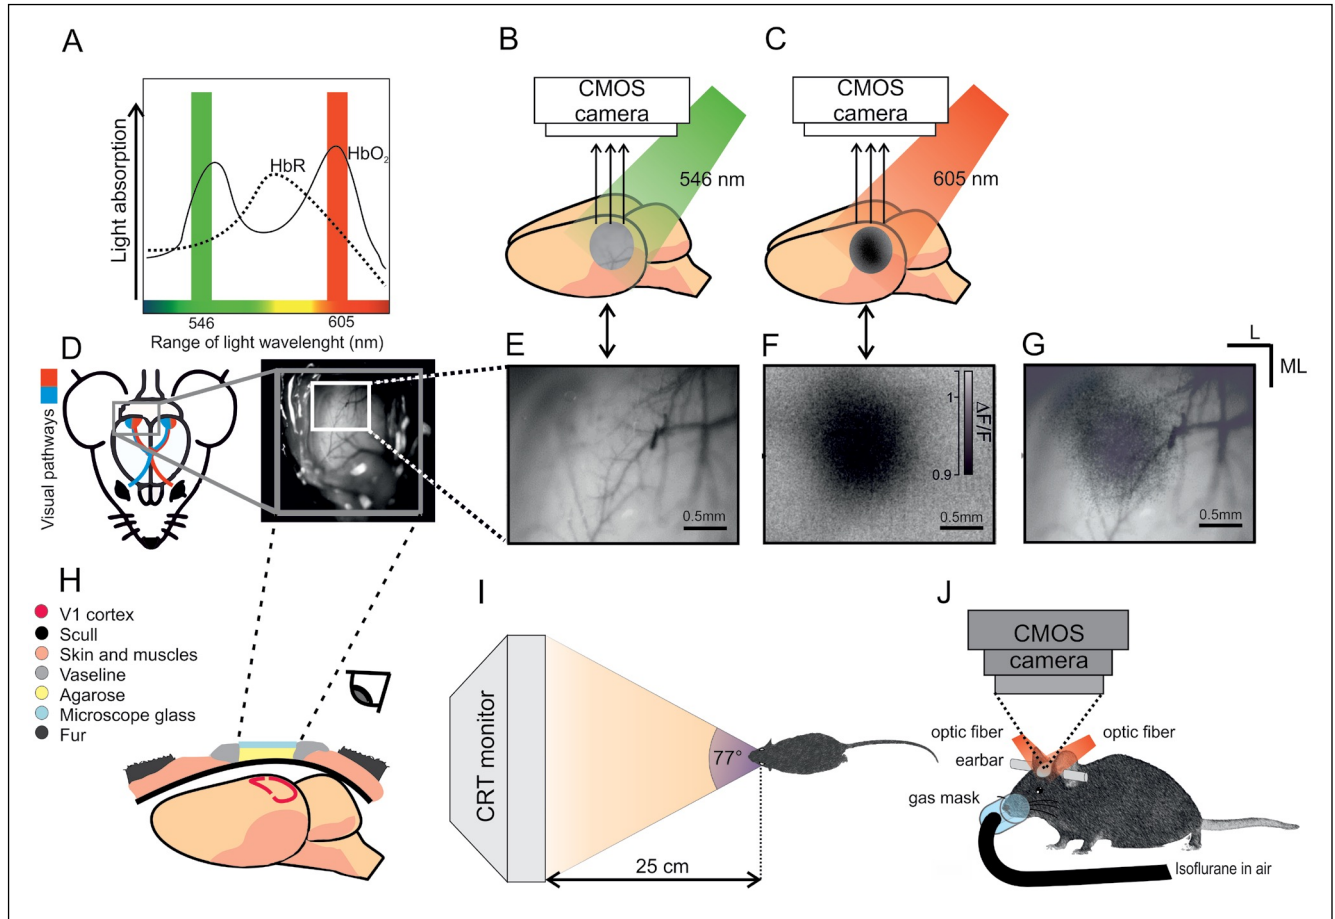 A
B
C
CMOS
camera
CMOS
camera
Light absorption
HbR
HbO2
546 nm
605 nm
546
605
Range of light wavelenght (nm)
D
E
F
G
L
ML
Visual pathways
1
ΔF/F
0.9
0.5mm
0.5mm
0.5mm
H
V1 cortex
Scull
Skin and muscles
Vaseline
Agarose
Microscope glass
Fur
I
CRT monitor
77°
25 cm
J
CMOS
camera
optic fiber
optic fiber
earbar
gas mask
Isoflurane in air